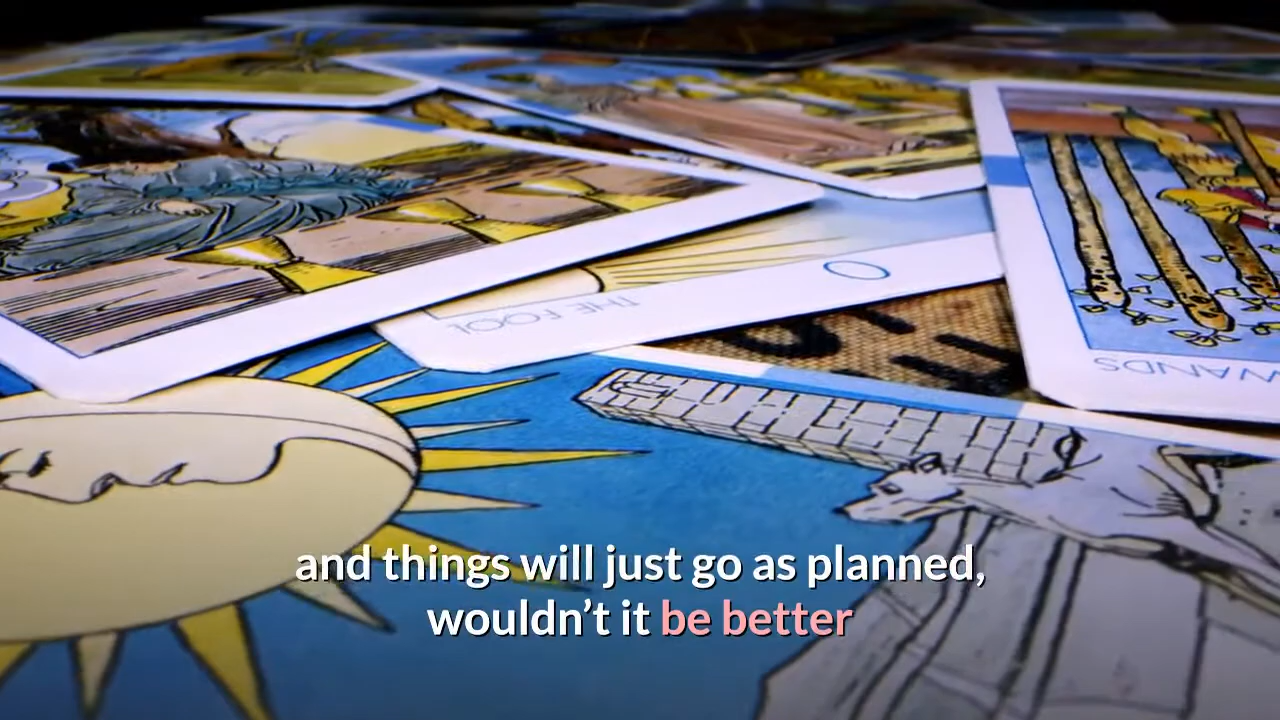 0
THE FOOL
WANDS
and things will just go as planned,
wouldn't it be better